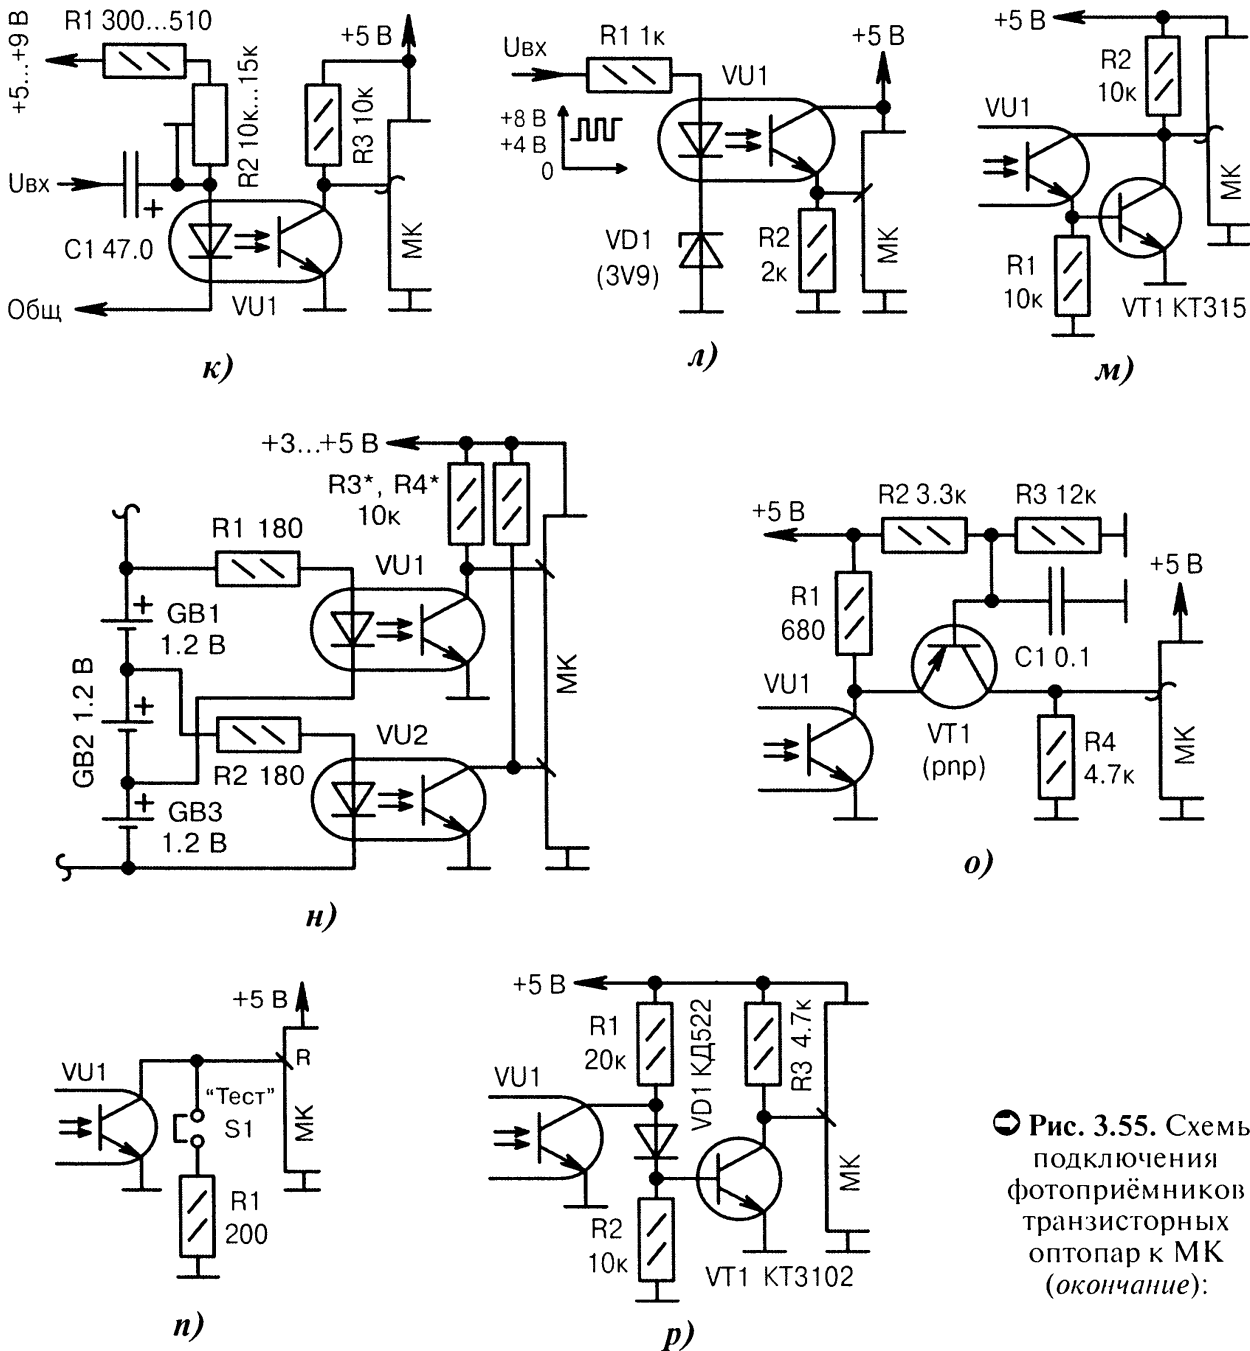 R1 300...510
+5...+9 В
R2 10к...15к
R3 10к
+5 В
Uвх
C1 47.0
+
VU1
МК
Общ
к)
Uвх
R1 1к
VU1
+5 В
+8 В
+4 В
0
VD1
(3V9)
R2
2к
МК
л)
+5 В
R2
10к
VU1
МК
R1
10к
VT1 КТ315
м)
+3...+5 В
R3*, R4*
10к
R1 180
VU1
+
GB1
1.2 В
GB2 1.2 В
+
R2 180
VU2
+
GB3
1.2 В
МК
н)
+5 В
R2 3.3к
R3 12к
R1
680
+5 В
C1 0.1
VU1
VT1
(pnp)
R4
4.7к
МК
о)
+5 В
VU1
R
"Тест"
S1
МК
R1
200
п)
+5 В
R1
20к
VD1 КД522
R3 4.7к
VU1
R2
10к
МК
VT1 КТ3102
р)
Рис. 3.55. Схемы
подключения
фотоприёмников
транзисторных
оптопар к МК
(окончание):